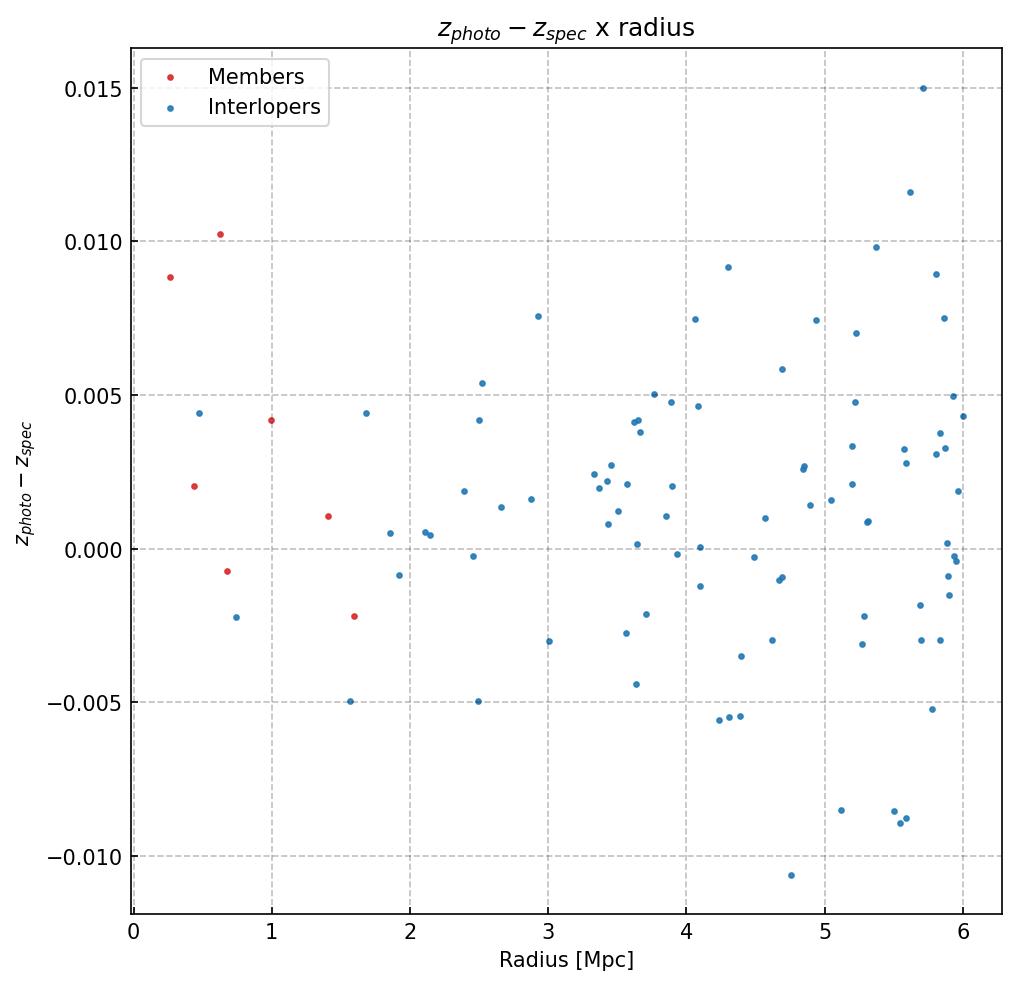 z_photo − z_spec x radius
Members
Interlopers
0.015
0.010
0.005
0.000
−0.005
−0.010
z_photo − z_spec
0 1 2 3 4 5 6
Radius [Mpc]